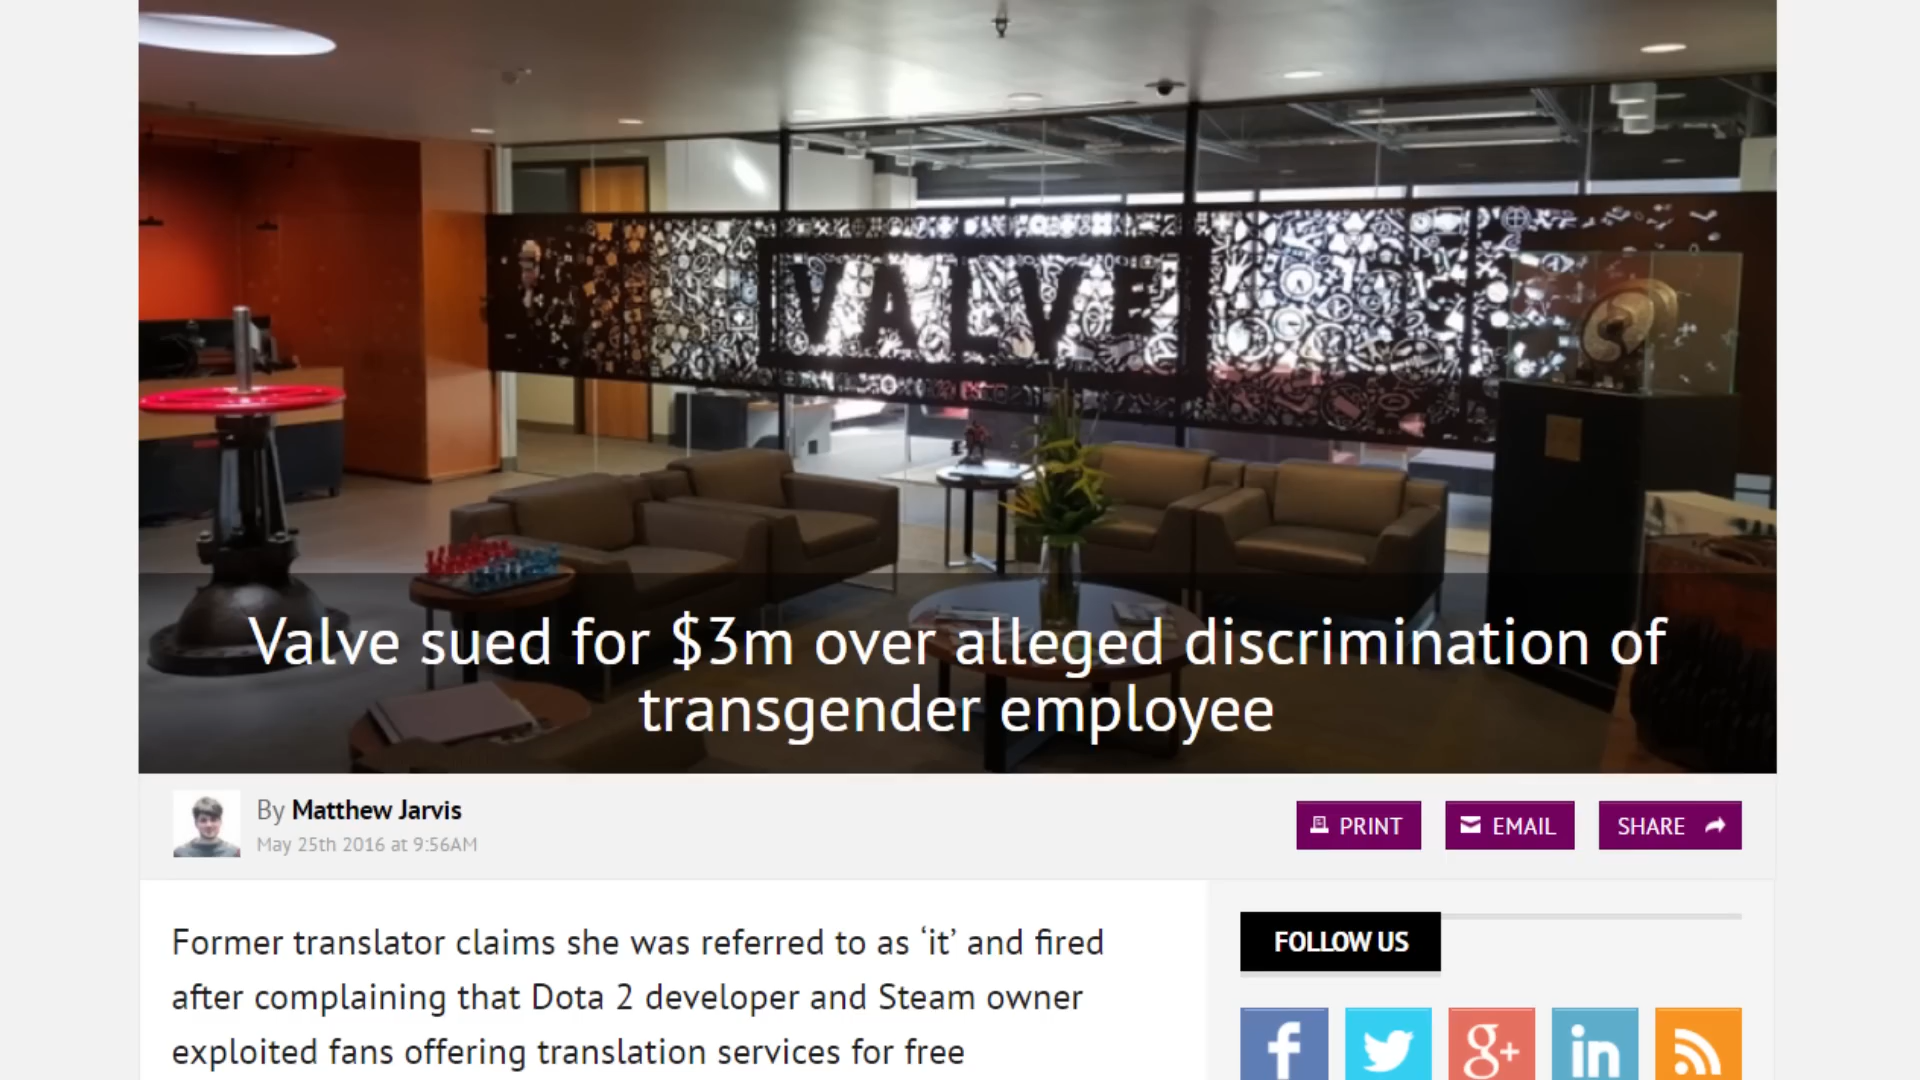 VALVE
Valve sued for $3m over alleged discrimination of
transgender employee
By Matthew Jarvis
May 25th 2016 at 9:56AM
PRINT
EMAIL
SHARE
Former translator claims she was referred to as ‘it’ and fired
after complaining that Dota 2 developer and Steam owner
exploited fans offering translation services for free
FOLLOW US
f
g+
in